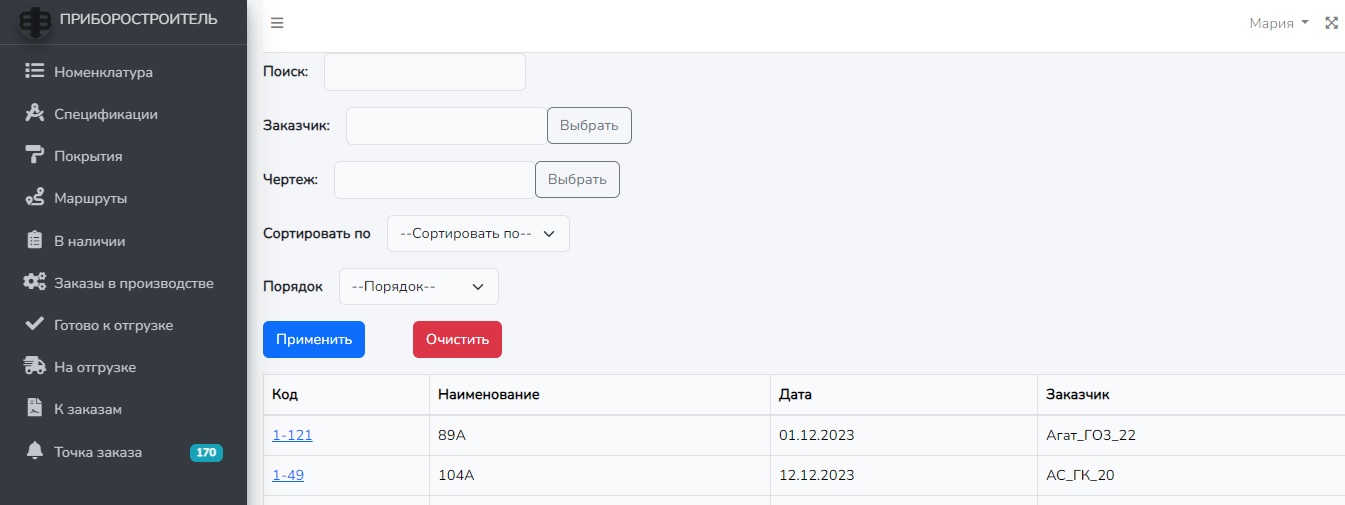 ПРИБОРОСТРОИТЕЛЬ
Мария
Номенклатура
Спецификации
Покрытия
Маршруты
В наличии
Заказы в производстве
Готово к отгрузке
На отгрузке
К заказам
Точка заказа 170
Поиск:
Заказчик: Выбрать
Чертеж: Выбрать
Сортировать по --Сортировать по--
Порядок --Порядок--
Применить Очистить
Код Наименование Дата Заказчик
1-121 89А 01.12.2023 Агат_ГОЗ_22
1-49 104А 12.12.2023 АС_ГК_20